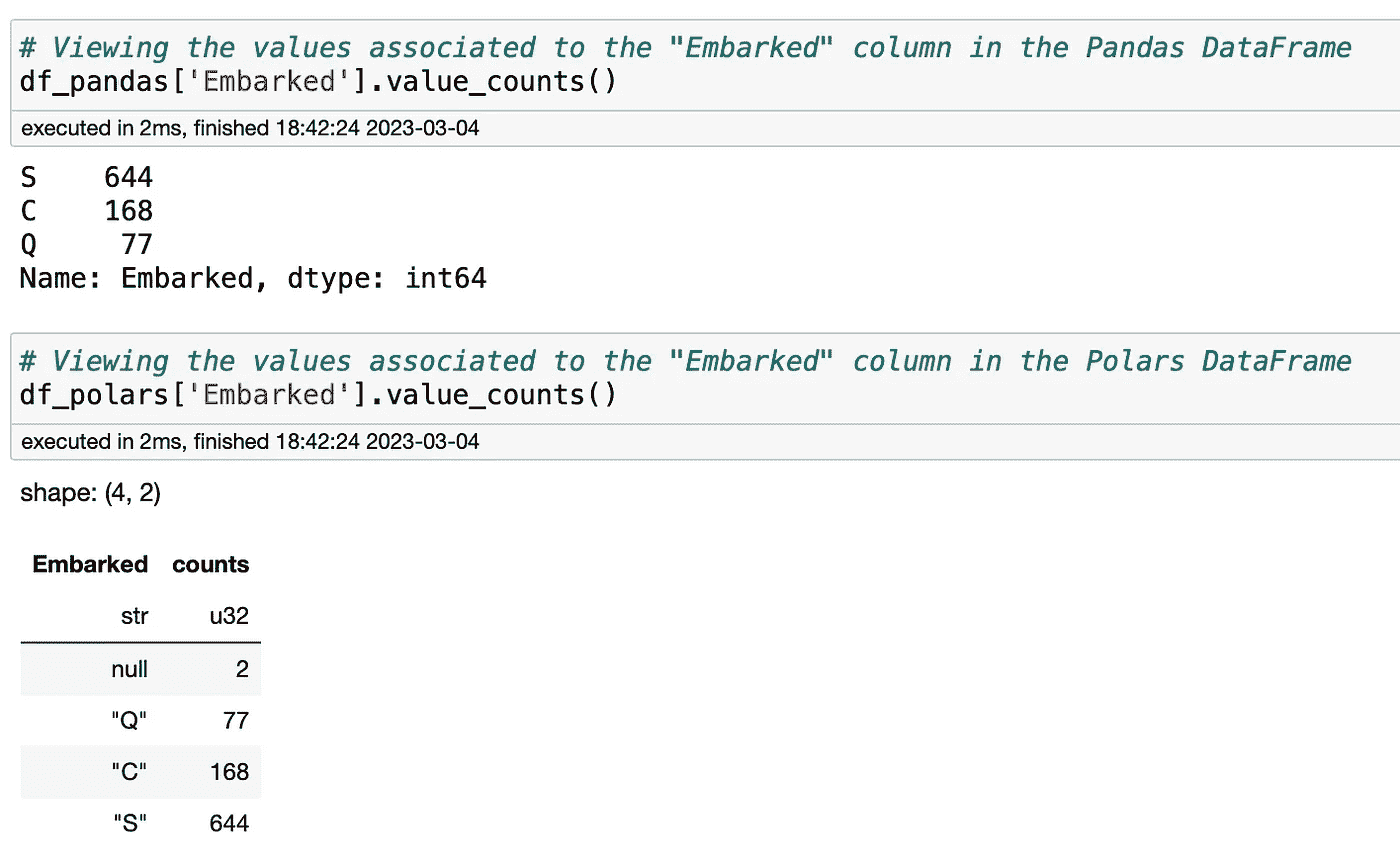 # Viewing the values associated to the "Embarked" column in the Pandas DataFrame
df_pandas['Embarked'].value_counts()
executed in 2ms, finished 18:42:24 2023-03-04
S 644
C 168
Q 77
Name: Embarked, dtype: int64
# Viewing the values associated to the "Embarked" column in the Polars DataFrame
df_polars['Embarked'].value_counts()
executed in 2ms, finished 18:42:24 2023-03-04
shape: (4, 2)
Embarked counts
str u32
null 2
"Q" 77
"C" 168
"S" 644